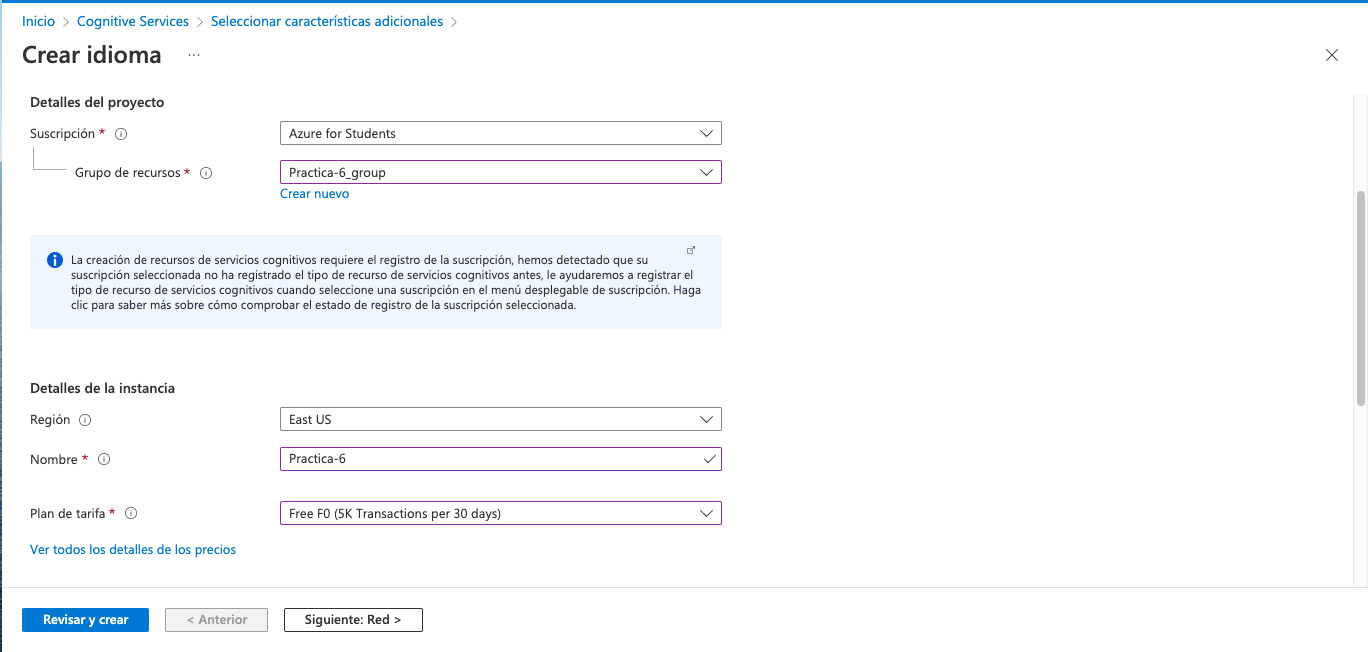 Inicio > Cognitive Services > Seleccionar características adicionales >
Crear idioma ...
Detalles del proyecto
Suscripción * Azure for Students
Grupo de recursos * Practica-6_group
Crear nuevo
La creación de recursos de servicios cognitivos requiere el registro de la suscripción, hemos detectado que su
suscripción seleccionada no ha registrado el tipo de recurso de servicios cognitivos antes, le ayudaremos a registrar el
tipo de recurso de servicios cognitivos cuando seleccione una suscripción en el menú desplegable de suscripción. Haga
clic para saber más sobre cómo comprobar el estado de registro de la suscripción seleccionada.
Detalles de la instancia
Región East US
Nombre * Practica-6
Plan de tarifa * Free F0 (5K Transactions per 30 days)
Ver todos los detalles de los precios
Revisar y crear < Anterior Siguiente: Red >